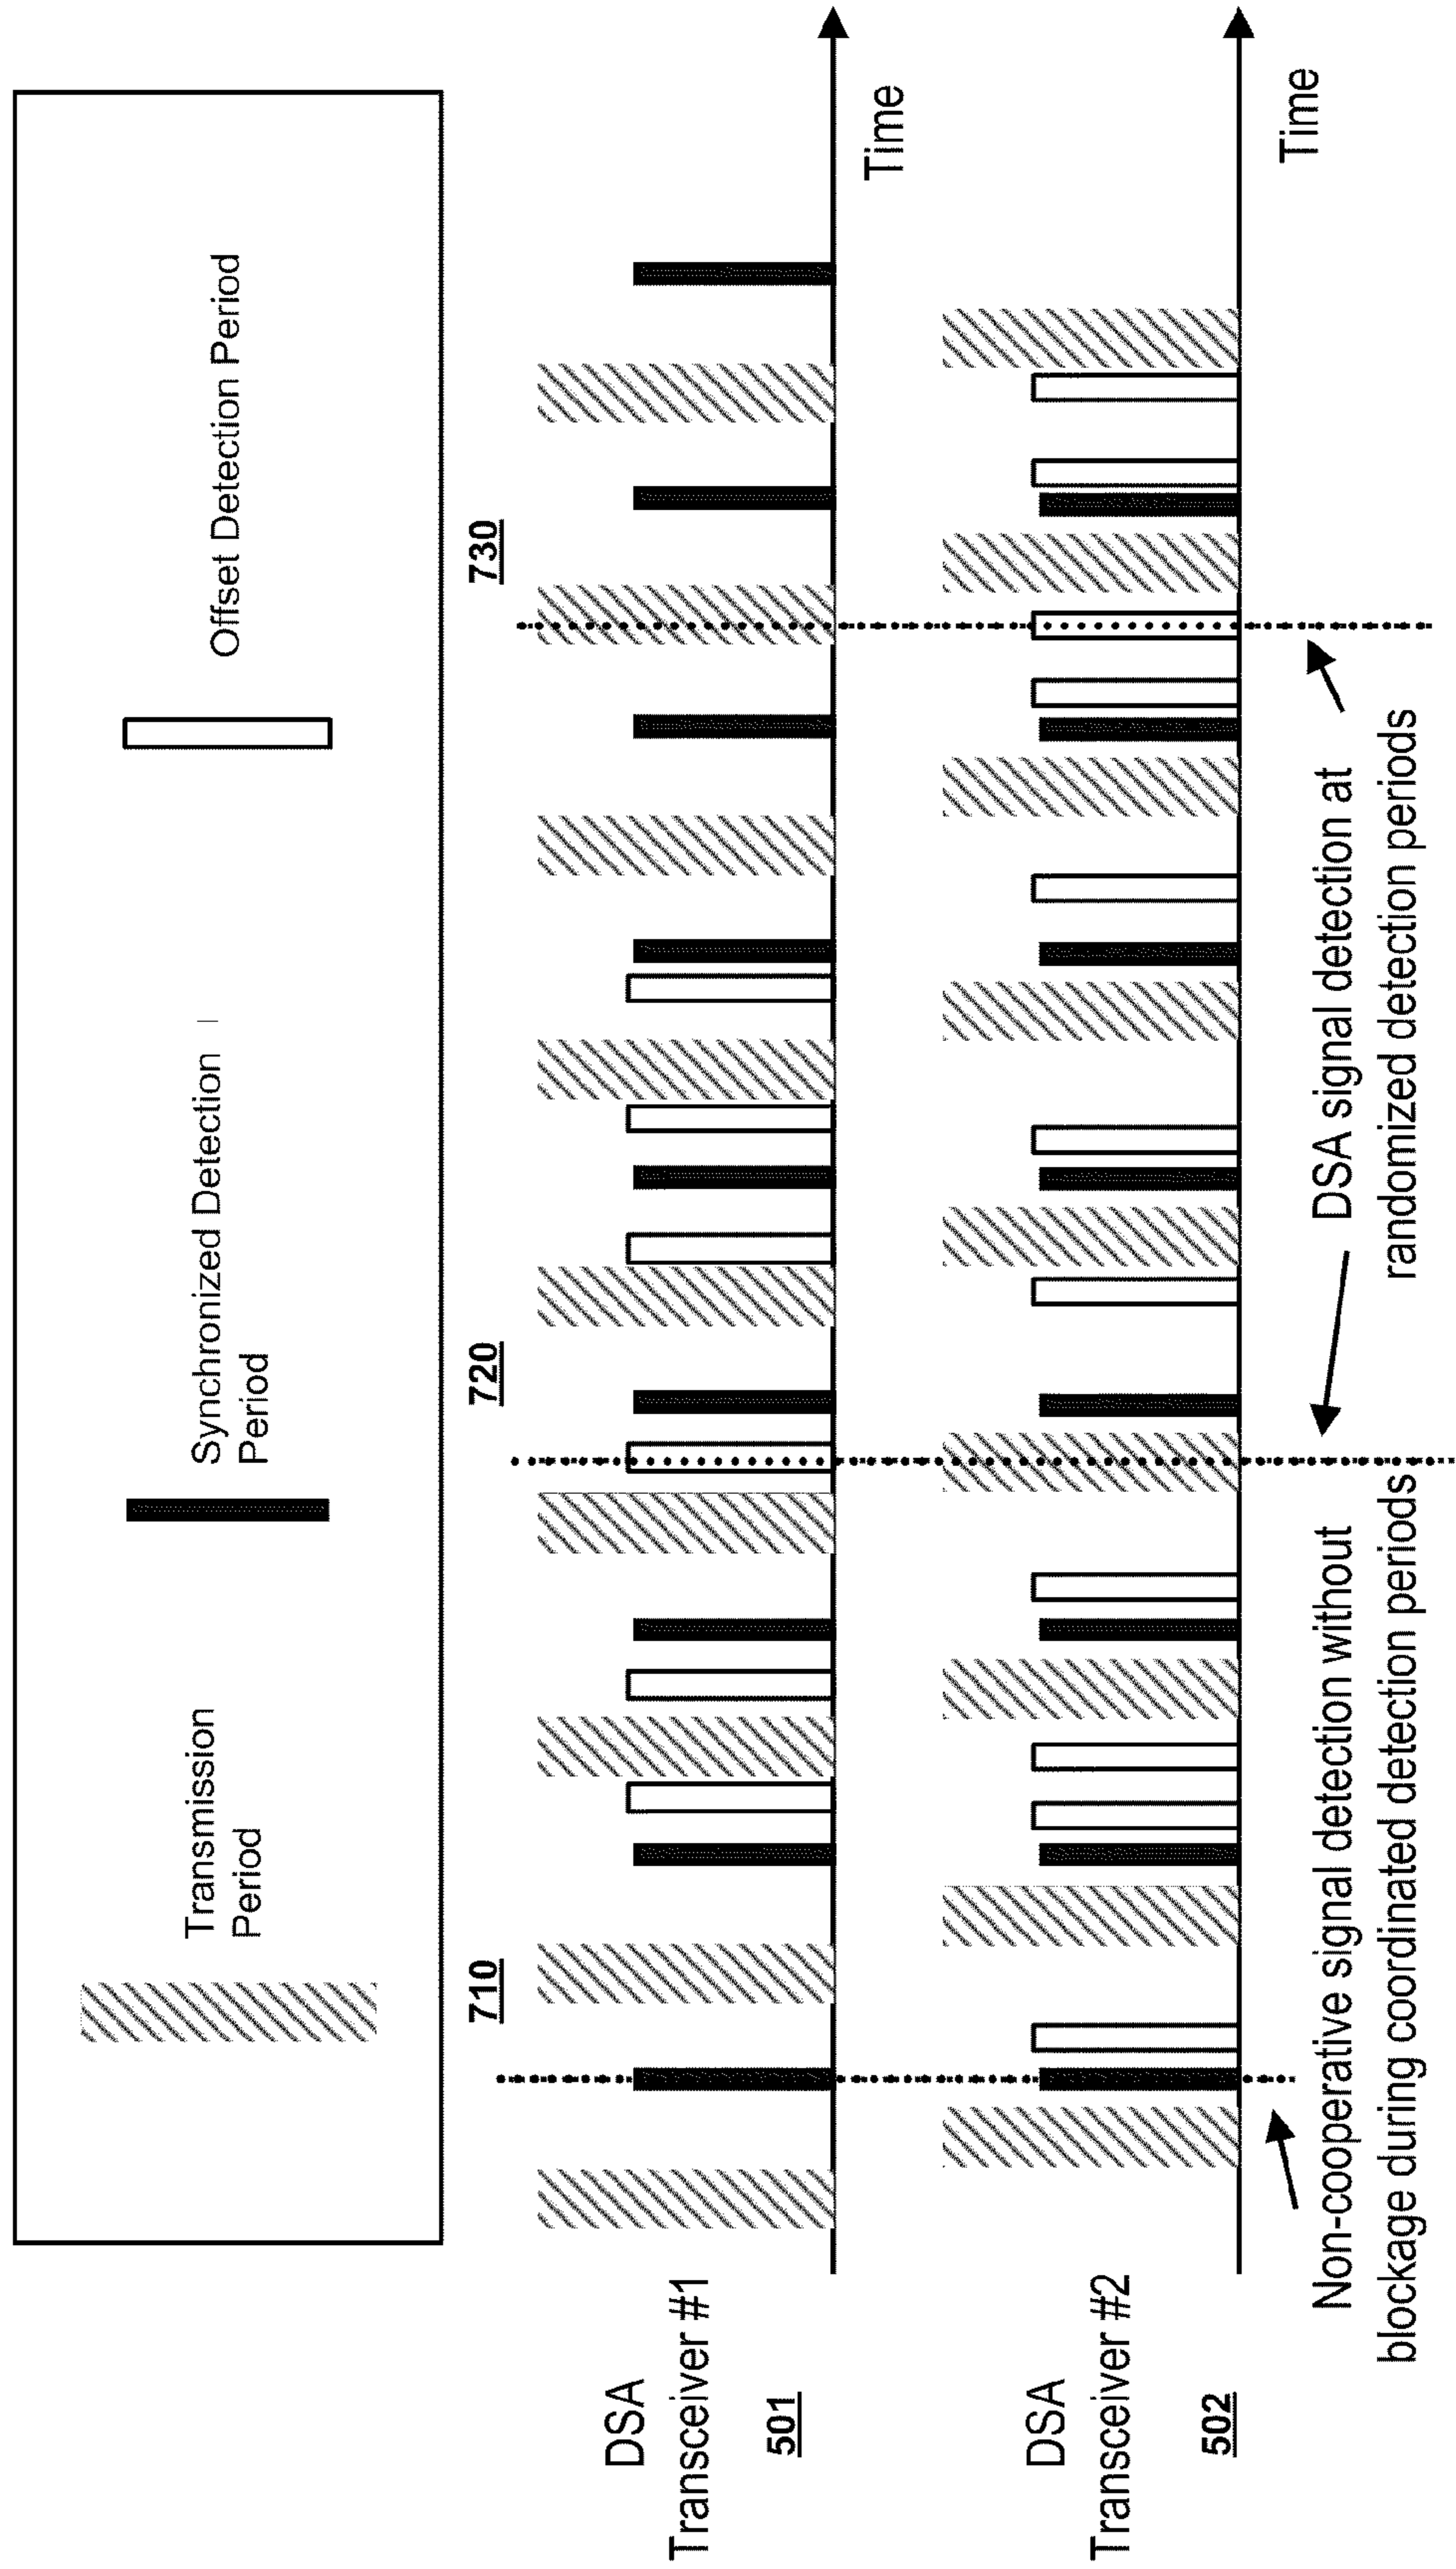 Transmission
Period
Synchronized Detection
Period
Offset Detection Period
710
720
730
DSA
Transceiver #1
501
Time
DSA
Transceiver #2
502
Time
Non-cooperative signal detection without
blockage during coordinated detection periods
DSA signal detection at
randomized detection periods